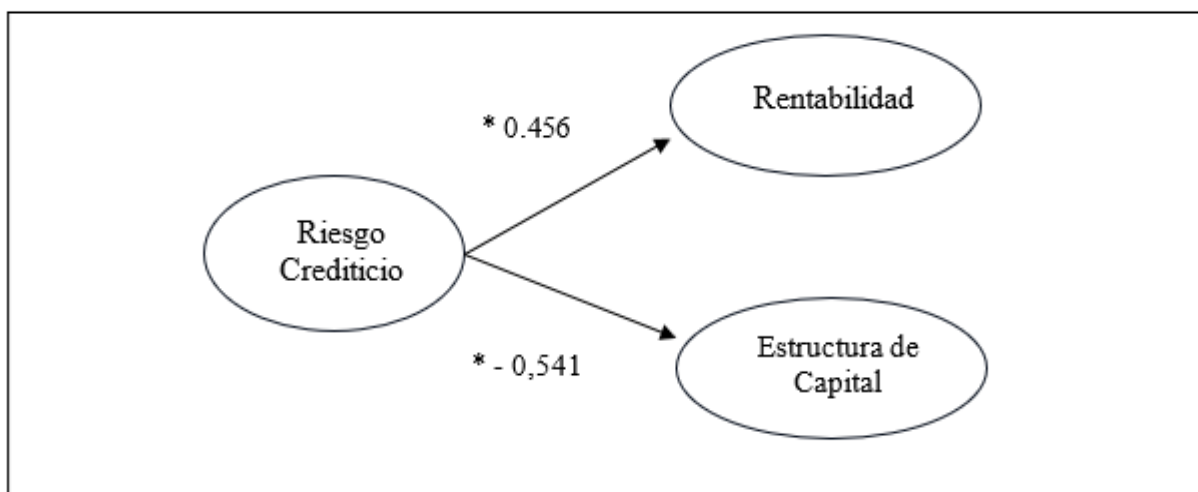 Rentabilidad
* 0.456
Riesgo
Crediticio
* - 0,541
Estructura de
Capital